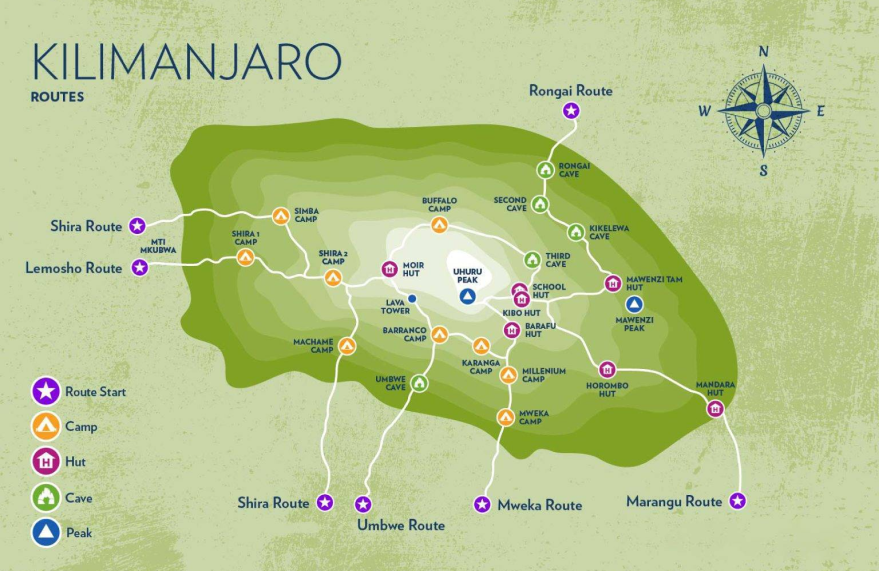 KILIMANJARO
ROUTES
N
W
E
S
Rongai Route
RONGAI
CAVE
SECOND
CAVE
KIKELEWA
CAVE
BUFFALO
CAMP
SIMBA
CAMP
Shira Route
MTI
MKUBWA
SHIRA 1
CAMP
Lemosho Route
SHIRA 2
CAMP
MOIR
HUT
UHURU
PEAK
THIRD
CAVE
SCHOOL
HUT
MAWENZI TAM
HUT
LAVA
TOWER
KIBO HUT
MAWENZI
PEAK
BARRANCO
CAMP
BARAFU
HUT
MACHAME
CAMP
KARANGA
CAMP
MILLENIUM
CAMP
UMBWE
CAVE
HOROMBO
HUT
MANDARA
HUT
MWEKA
CAMP
Route Start
Camp
Hut
Cave
Peak
Shira Route
Umbwe Route
Mweka Route
Marangu Route